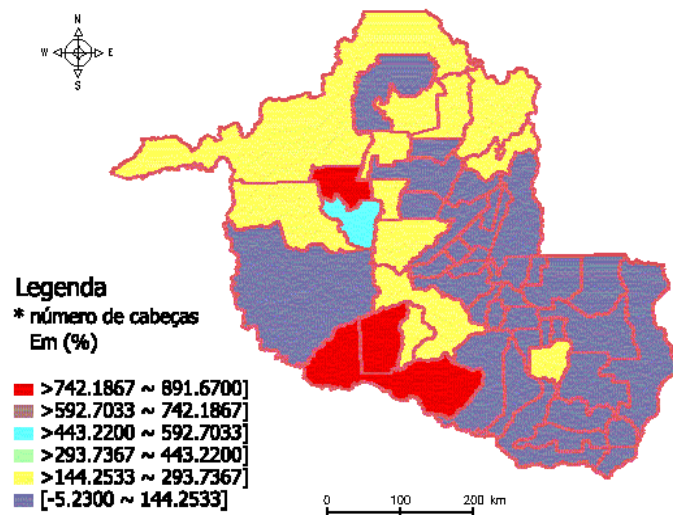 N
W E
S
Legenda
* número de cabeças
Em (%)
>742.1867 ~ 891.6700]
>592.7033 ~ 742.1867]
>443.2200 ~ 592.7033]
>293.7367 ~ 443.2200]
>144.2533 ~ 293.7367]
[-5.2300 ~ 144.2533]
0 100 200 km